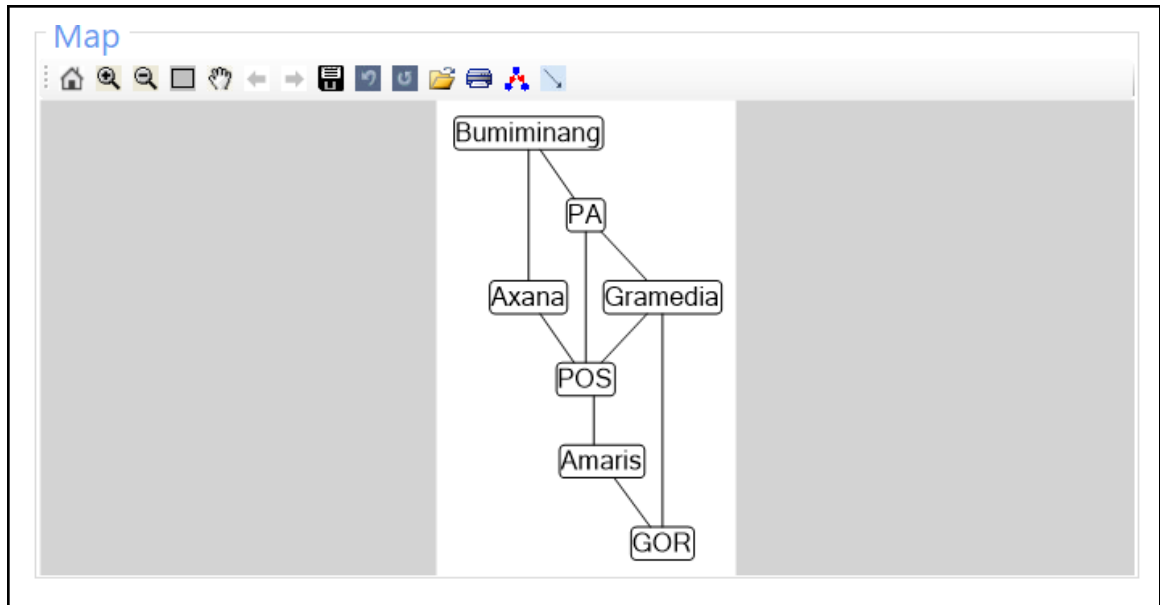 Map
Bumiminang
PA
Axana
Gramedia
POS
Amaris
GOR